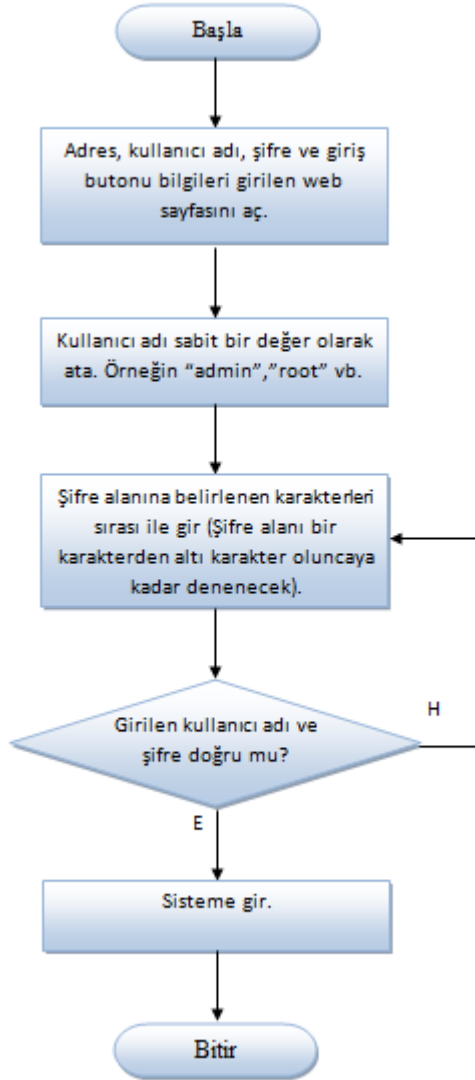 Başla
Adres, kullanıcı adı, şifre ve giriş
butonu bilgileri girilen web
sayfasını aç.
Kullanıcı adı sabit bir değer olarak
ata. Örneğin “admin”,”root” vb.
Şifre alanına belirlenen karakterleri
sırası ile gir (Şifre alanı bir
karakterden altı karakter oluncaya
kadar denenecek).
Girilen kullanıcı adı ve
şifre doğru mu?
H
E
Sisteme gir.
Bitir